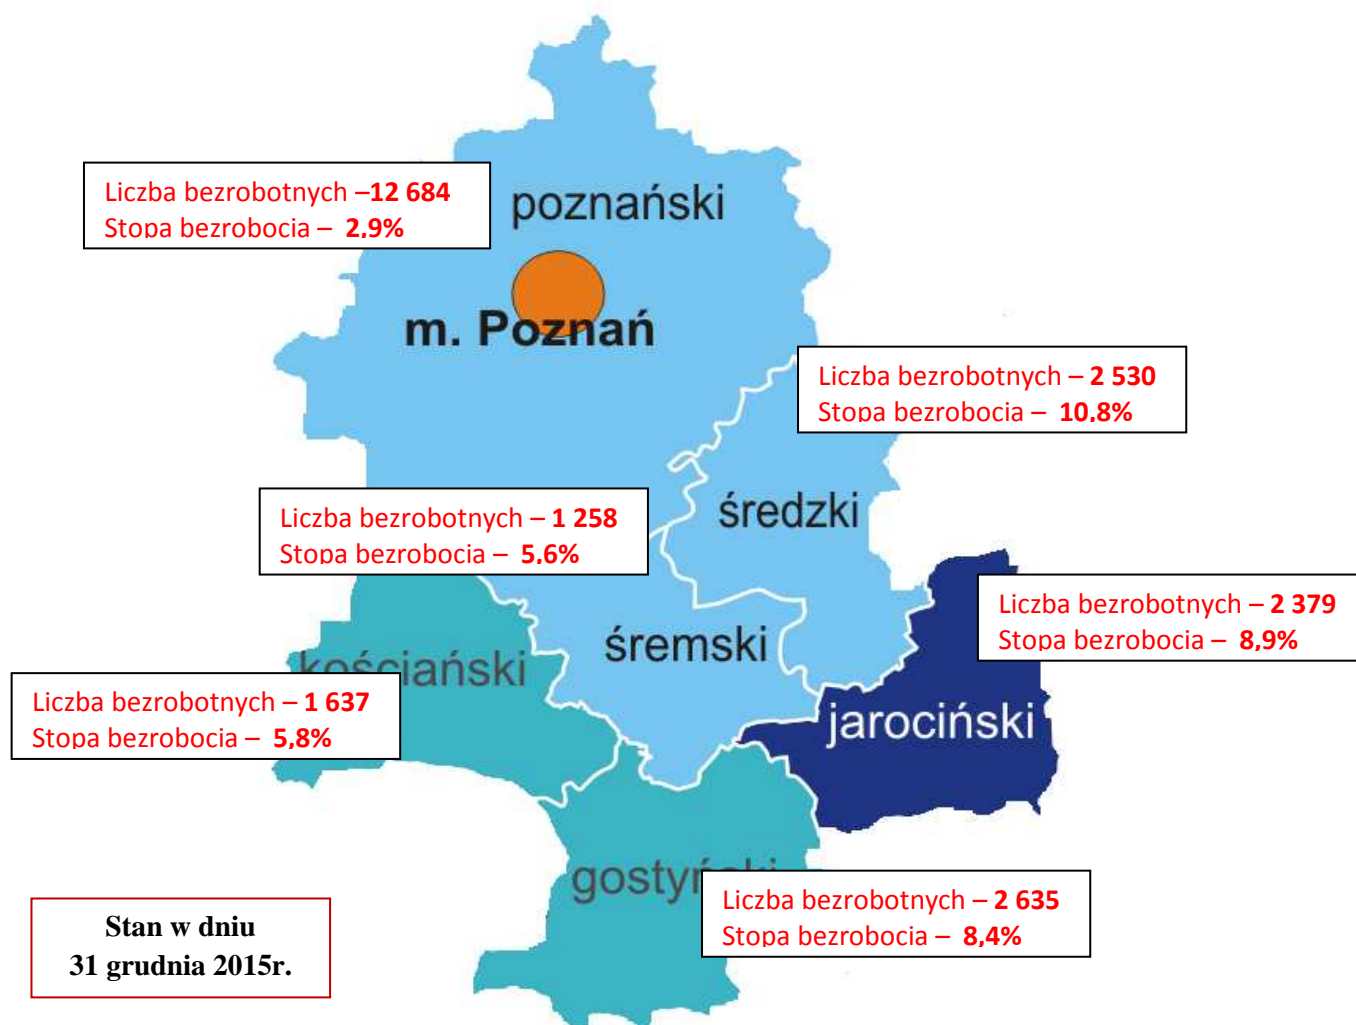 Liczba bezrobotnych –12 684
Stopa bezrobocia – 2,9%
poznański
m. Poznań
Liczba bezrobotnych – 2 530
Stopa bezrobocia – 10,8%
średzki
Liczba bezrobotnych – 1 258
Stopa bezrobocia – 5,6%
Liczba bezrobotnych – 2 379
Stopa bezrobocia – 8,9%
śremski
kościański
Liczba bezrobotnych – 1 637
Stopa bezrobocia – 5,8%
jarociński
gostyński
Liczba bezrobotnych – 2 635
Stopa bezrobocia – 8,4%
Stan w dniu
31 grudnia 2015r.